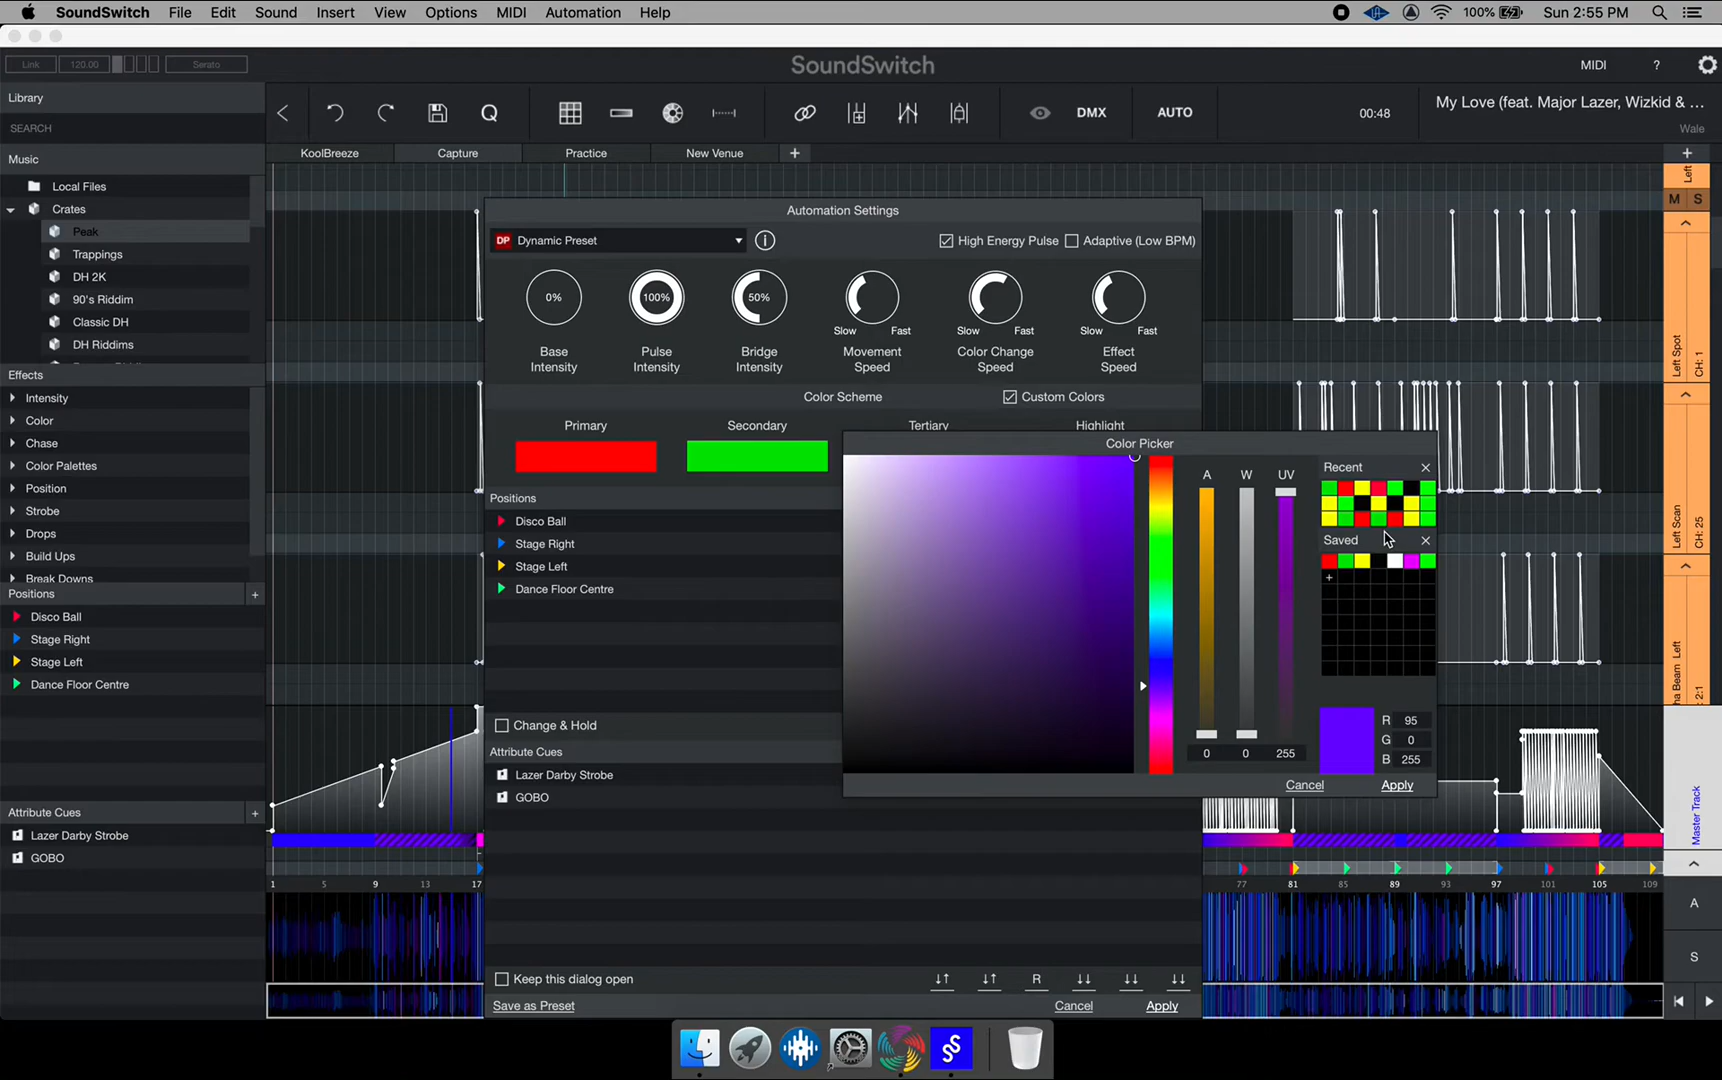 SoundSwitch File Edit Sound Insert View Options MIDI Automation Help 100% Sun 2:55 PM
Link 120.00 Serato SoundSwitch MIDI ?
Library
SEARCH
Q DMX AUTO 00:48 My Love (feat. Major Lazer, Wizkid & ...
Wale
KoolBreeze Capture Practice New Venue +
Music
Local Files
Crates
Peak
Trappings
DH 2K
90's Riddim
Classic DH
DH Riddims
Effects
Intensity
Color
Chase
Color Palettes
Position
Strobe
Drops
Build Ups
Break Downs
Positions +
Disco Ball
Stage Right
Stage Left
Dance Floor Centre
Attribute Cues +
Lazer Darby Strobe
GOBO
Automation Settings
DP Dynamic Preset i High Energy Pulse Adaptive (Low BPM)
0% 100% 50%
Slow Fast Slow Fast Slow Fast
Base Intensity
Pulse Intensity
Bridge Intensity
Movement Speed
Color Change Speed
Effect Speed
Color Scheme Custom Colors
Primary Secondary Tertiary Highlight
Positions
Disco Ball
Stage Right
Stage Left
Dance Floor Centre
Change & Hold
Attribute Cues
Lazer Darby Strobe
GOBO
Keep this dialog open R
Save as Preset Cancel Apply
Color Picker
A W UV
0 0 255
Recent
Saved
+
R 95
G 0
B 255
Cancel Apply
+
Left
M S
Left Spot
CH: 1
Left Scan
CH: 25
Left
2:1
Master Track
1 5 9 13 17 77 81 85 89 93 97 101 105 109
A
S